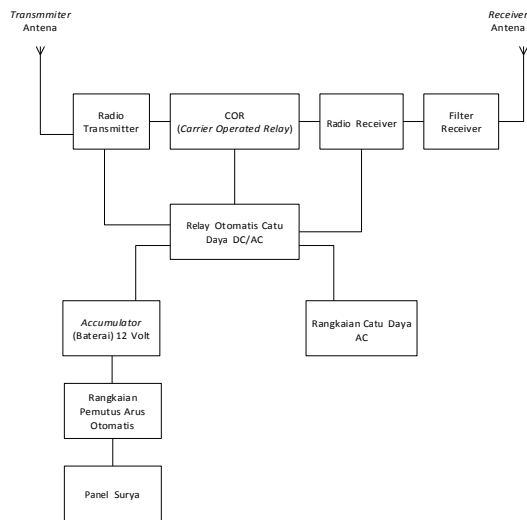 Transmmiter
Antena
Receiver
Antena
Radio
Transmitter
COR
(Carrier Operated Relay)
Radio Receiver
Filter
Receiver
Relay Otomatis Catu
Daya DC/AC
Accumulator
(Baterai) 12 Volt
Rangkaian Catu Daya
AC
Rangkaian
Pemutus Arus
Otomatis
Panel Surya